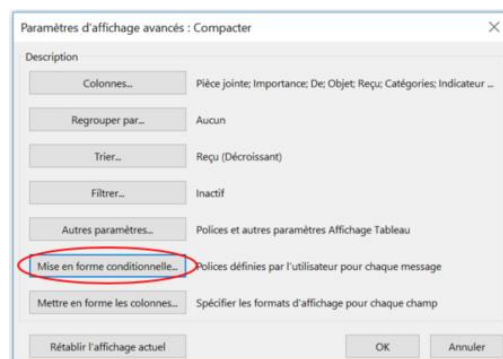 Paramètres d'affichage avancés : Compacter
Description
Colonnes... Pièce jointe; Importance; De; Objet; Reçu; Catégories; Indicateur ...
Regrouper par... Aucun
Trier... Reçu (Décroissant)
Filtrer... Inactif
Autres paramètres... Polices et autres paramètres Affichage Tableau
Mise en forme conditionnelle... Polices définies par l'utilisateur pour chaque message
Mettre en forme les colonnes... Spécifier les formats d'affichage pour chaque champ
Rétablir l'affichage actuel OK Annuler